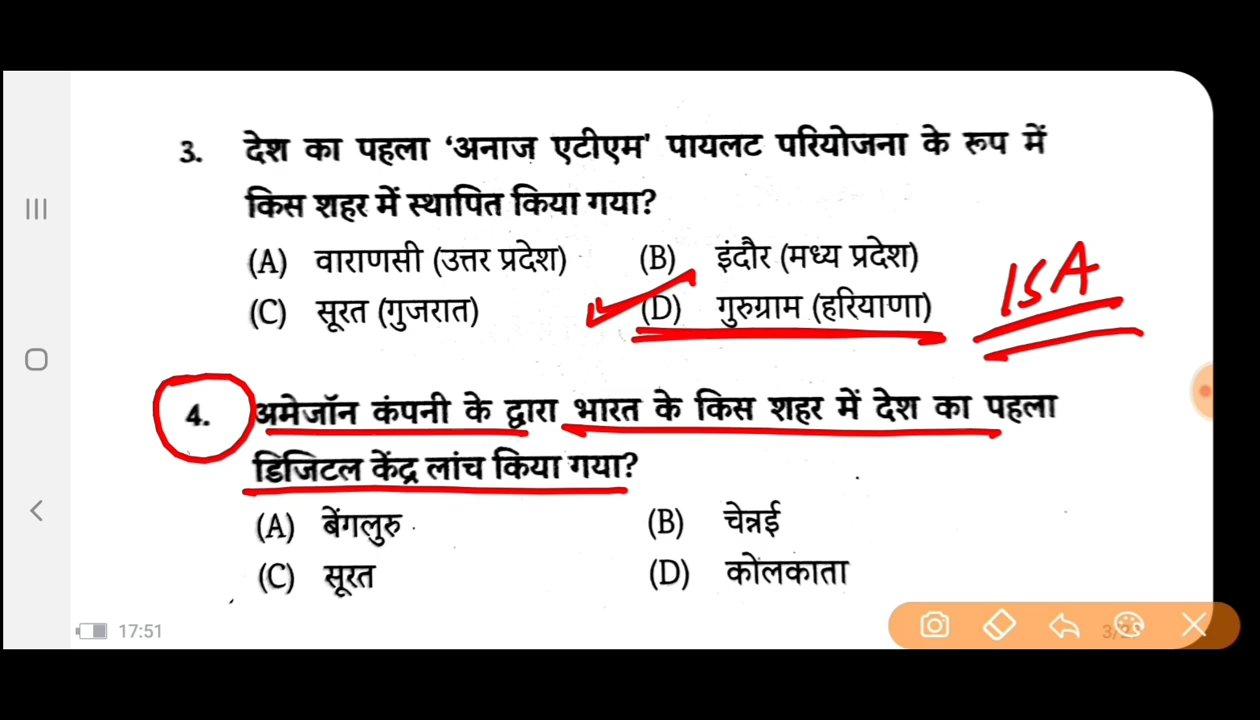 3. देश का पहला ‘अनाज एटीएम' पायलट परियोजना के रूप में
किस शहर में स्थापित किया गया?
(A) वाराणसी (उत्तर प्रदेश) (B) इंदौर (मध्य प्रदेश)
(C) सूरत (गुजरात) (D) गुरुग्राम (हरियाणा)
ISA
4. अमेजॉन कंपनी के द्वारा भारत के किस शहर में देश का पहला
डिजिटल केंद्र लांच किया गया?
(A) बेंगलुरु (B) चेन्नई
(C) सूरत (D) कोलकाता
17:51